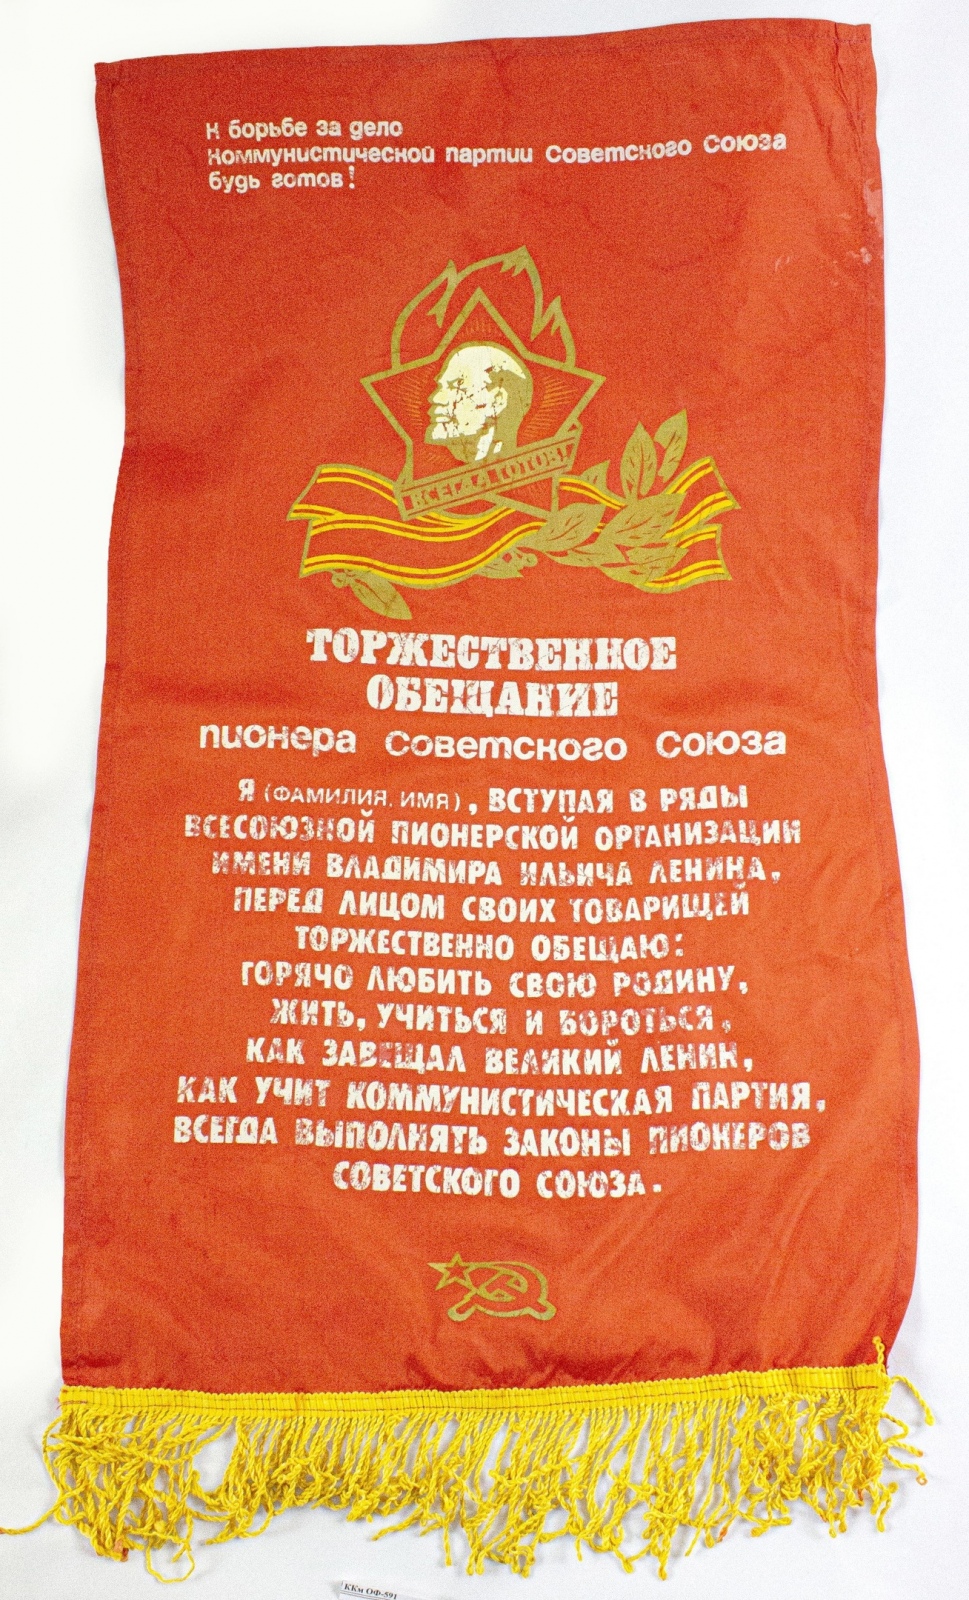 К борьбе за дело
Коммунистической партии Советского Союза
будь готов!
ВСЕГДА ГОТОВ!
ТОРЖЕСТВЕННОЕ
ОБЕЩАНИЕ
пионера Советского Союза
Я (ФАМИЛИЯ, ИМЯ), ВСТУПАЯ В РЯДЫ
ВСЕСОЮЗНОЙ ПИОНЕРСКОЙ ОРГАНИЗАЦИИ
ИМЕНИ ВЛАДИМИРА ИЛЬИЧА ЛЕНИНА,
ПЕРЕД ЛИЦОМ СВОИХ ТОВАРИЩЕЙ
ТОРЖЕСТВЕННО ОБЕЩАЮ:
ГОРЯЧО ЛЮБИТЬ СВОЮ РОДИНУ,
ЖИТЬ, УЧИТЬСЯ И БОРОТЬСЯ,
КАК ЗАВЕЩАЛ ВЕЛИКИЙ ЛЕНИН,
КАК УЧИТ КОММУНИСТИЧЕСКАЯ ПАРТИЯ,
ВСЕГДА ВЫПОЛНЯТЬ ЗАКОНЫ ПИОНЕРОВ
СОВЕТСКОГО СОЮЗА.
ККм ОФ-591